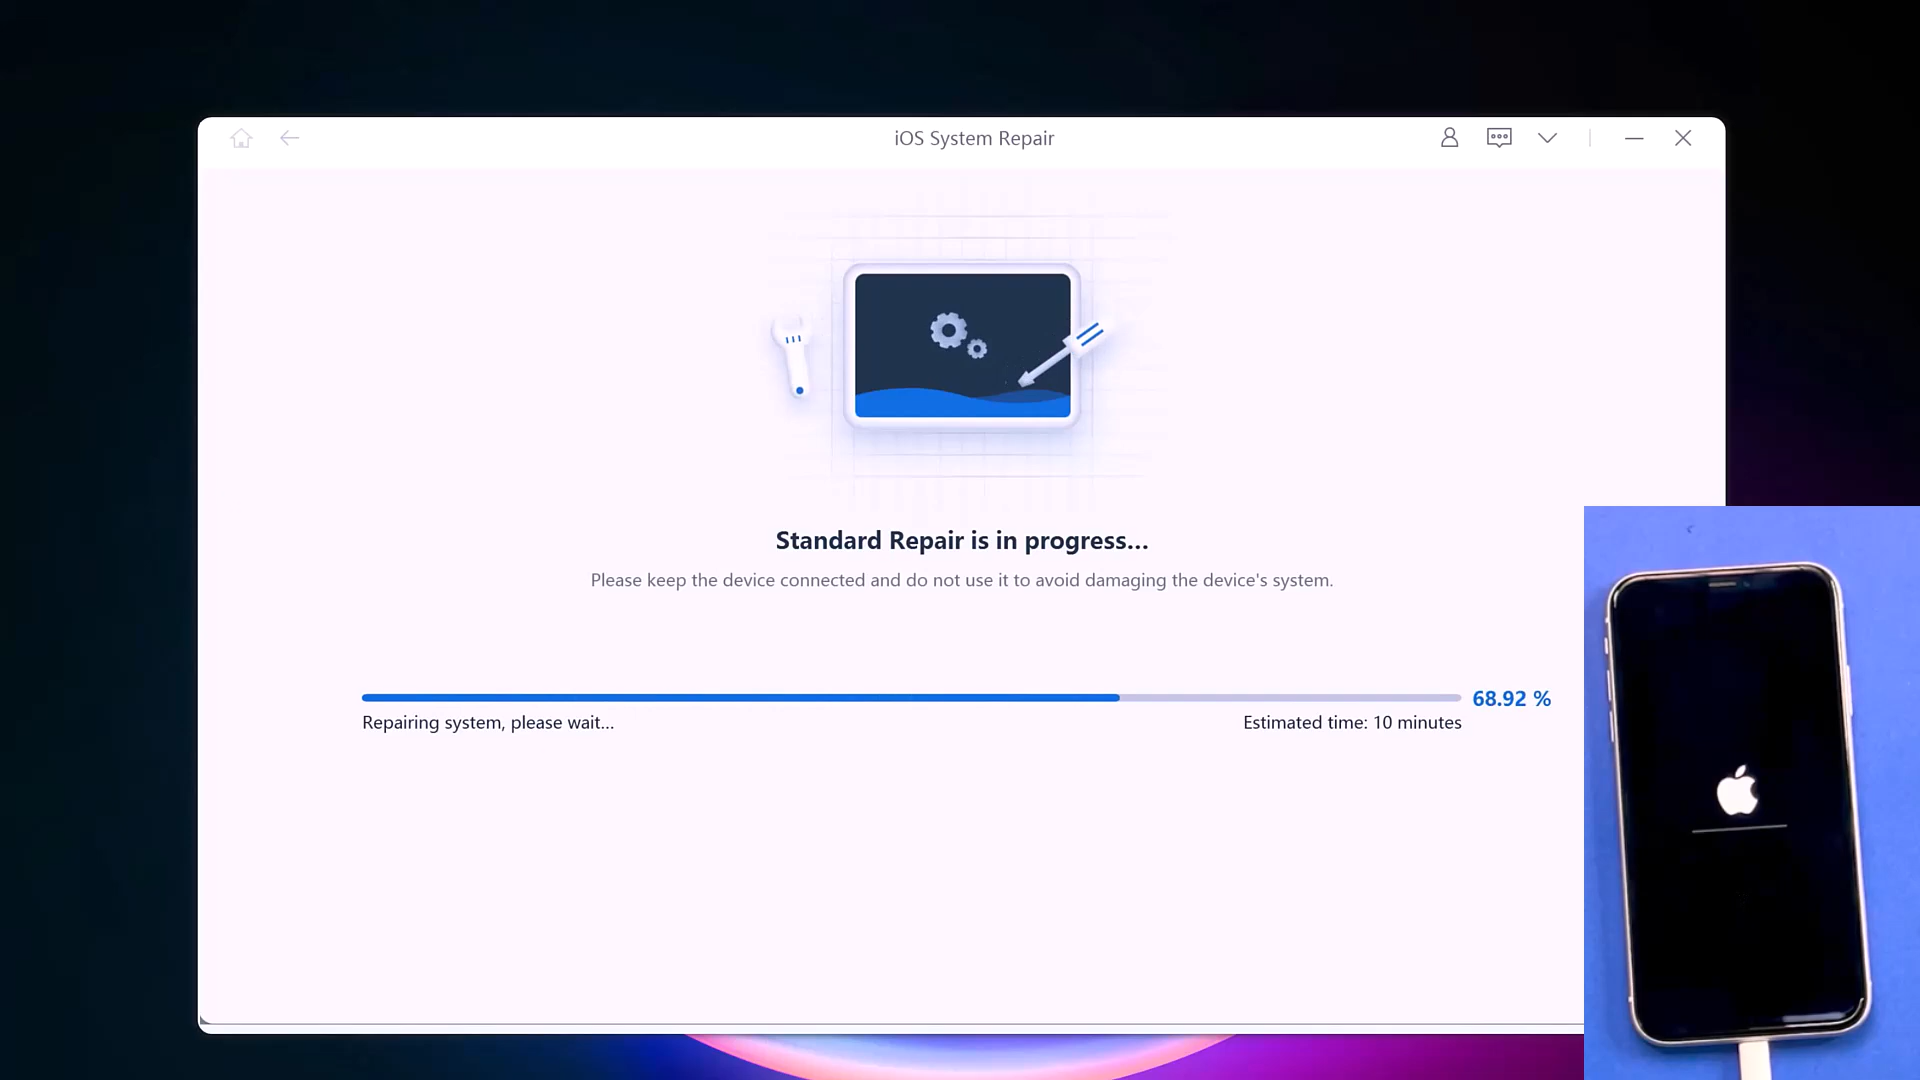 iOS System Repair
Standard Repair is in progress...
Please keep the device connected and do not use it to avoid damaging the device's system.
68.92 %
Repairing system, please wait...
Estimated time: 10 minutes